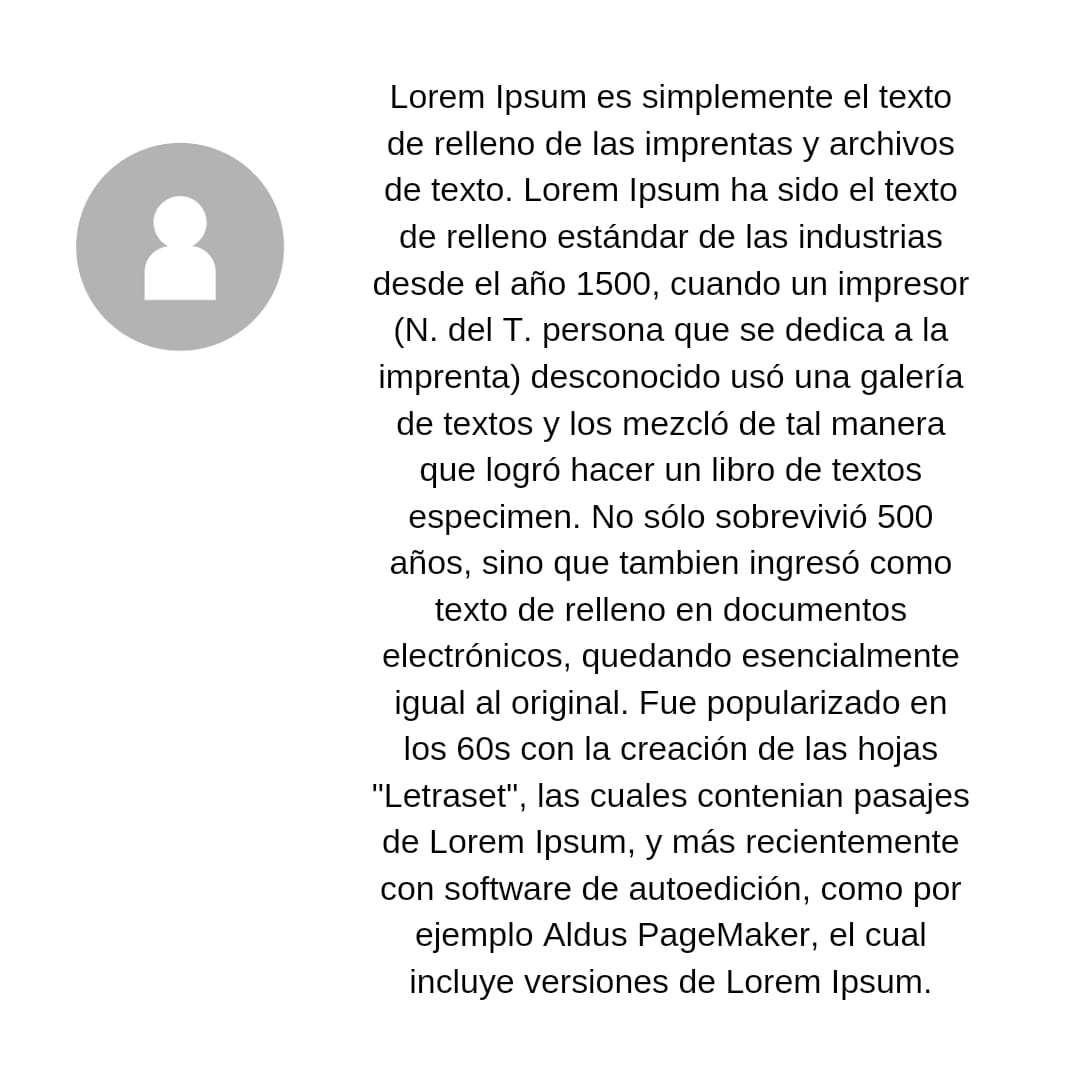 Lorem Ipsum es simplemente el texto
de relleno de las imprentas y archivos
de texto. Lorem Ipsum ha sido el texto
de relleno estándar de las industrias
desde el año 1500, cuando un impresor
(N. del T. persona que se dedica a la
imprenta) desconocido usó una galería
de textos y los mezcló de tal manera
que logró hacer un libro de textos
especimen. No sólo sobrevivió 500
años, sino que tambien ingresó como
texto de relleno en documentos
electrónicos, quedando esencialmente
igual al original. Fue popularizado en
los 60s con la creación de las hojas
"Letraset", las cuales contenian pasajes
de Lorem Ipsum, y más recientemente
con software de autoedición, como por
ejemplo Aldus PageMaker, el cual
incluye versiones de Lorem Ipsum.